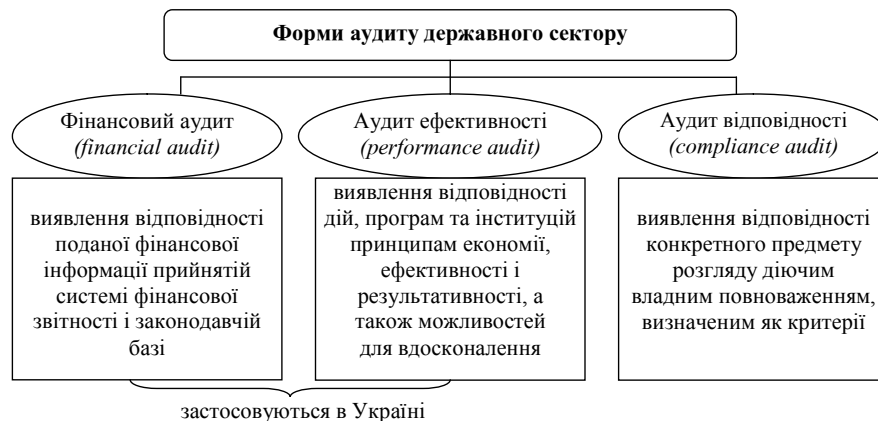 Форми аудиту державного сектору
Фінансовий аудит
(financial audit)
Аудит ефективності
(performance audit)
Аудит відповідності
(compliance audit)
виявлення відповідності
поданої фінансової
інформації прийнятій
системі фінансової
звітності і законодавчій
базі
виявлення відповідності
дій, програм та інституцій
принципам економії,
ефективності і
результативності, а
також можливостей
для вдосконалення
виявлення відповідності
конкретного предмету
розгляду діючим
владним повноваженням,
визначеним як критерії
застосовуються в Україні